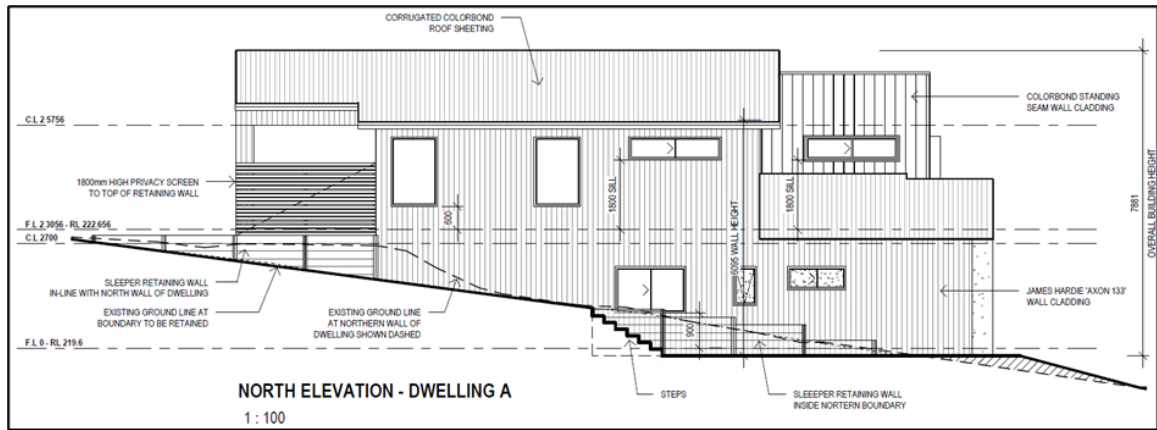 CORRUGATED COLORBOND
ROOF SHEETING
COLORBOND STANDING
SEAM WALL CLADDING
C.L 2 5756
1800mm HIGH PRIVACY SCREEN
TO TOP OF RETAINING WALL
600
1800 SILL
6095 WALL HEIGHT
1800 SILL
7881
OVERALL BUILDING HEIGHT
F.L 2 3056 - RL 222.656
C.L 2700
SLEEPER RETAINING WALL
IN-LINE WITH NORTH WALL OF
DWELLING
EXISTING GROUND LINE AT
BOUNDARY TO BE RETAINED
EXISTING GROUND LINE
AT NORTHERN WALL OF
DWELLING SHOWN DASHED
JAMES HARDIE 'AXON 133'
WALL CLADDING
900
F.L 0 - RL 219.6
STEPS
SLEEEPER RETAINING WALL
INSIDE NORTERN BOUNDARY
NORTH ELEVATION - DWELLING A
1 : 100